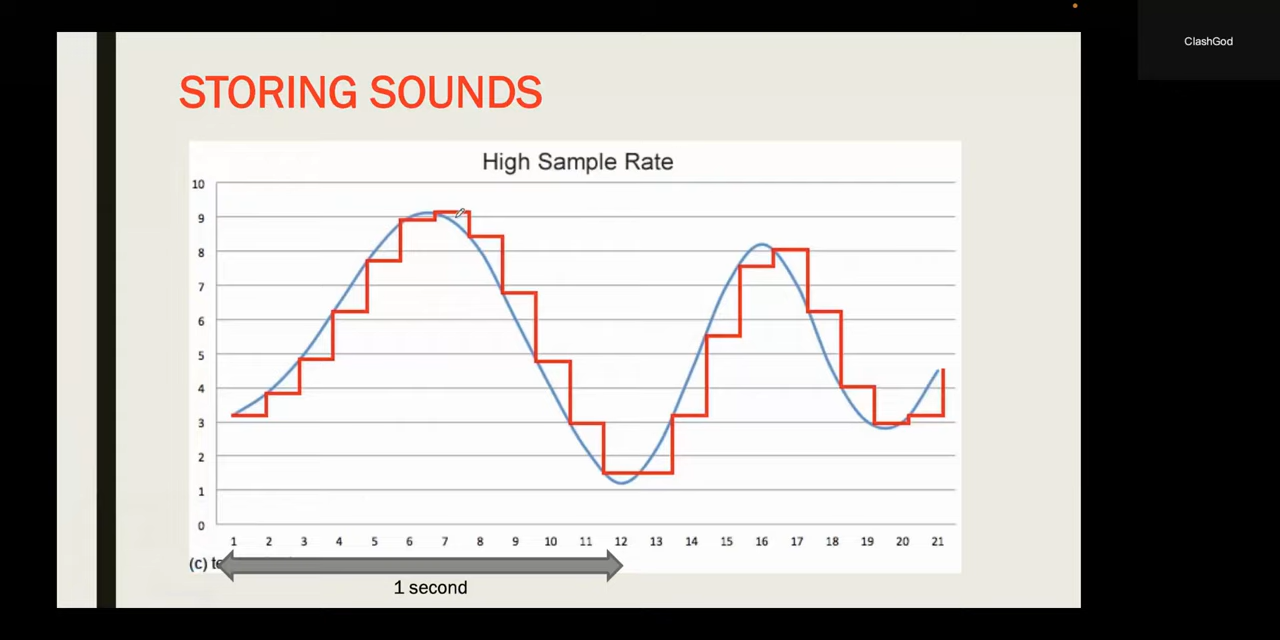 ClashGod
STORING SOUNDS
High Sample Rate
10
9
8
7
6
5
4
3
2
1
0
1 2 3 4 5 6 7 8 9 10 11 12 13 14 15 16 17 18 19 20 21
(c) te
1 second